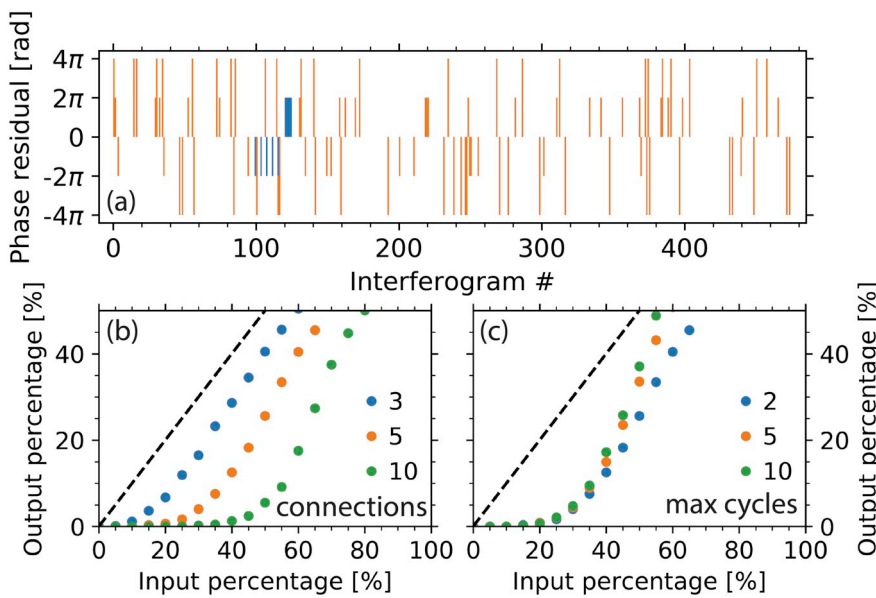 Phase residual [rad]
4π
2π
0
-2π
-4π
(a)
0 100 200 300 400
Interferogram #
Output percentage [%]
40
20
0
(b)
3
5
10
connections
0 20 40 60 80 100
Input percentage [%]
(c)
2
5
10
max cycles
0 20 40 60 80 100
Input percentage [%]
40
20
0
Output percentage [%]